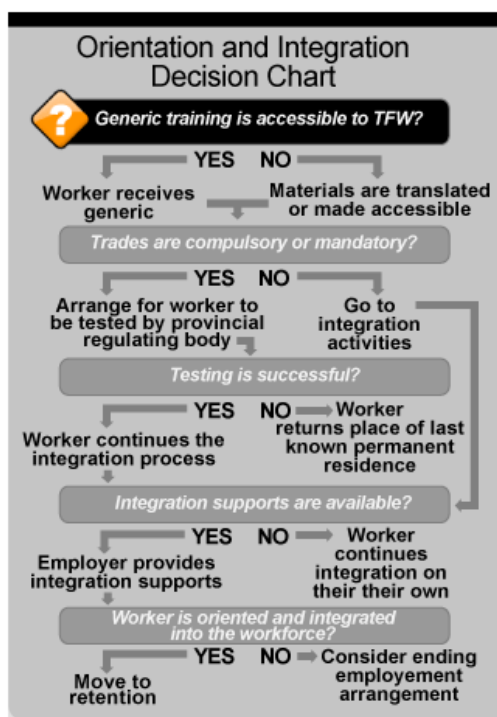 Orientation and Integration
Decision Chart
?
Generic training is accessible to TFW?
YES NO
Worker receives
generic
Materials are translated
or made accessible
Trades are compulsory or mandatory?
YES NO
Arrange for worker to
be tested by provincial
regulating body
Go to
integration
activities
Testing is successful?
YES NO
Worker continues the
integration process
Worker
returns place of last
known permanent
residence
Integration supports are available?
YES NO
Employer provides
integration supports
Worker
continues
integration on
their their own
Worker is oriented and integrated
into the workforce?
YES NO
Move to
retention
Consider ending
employement
arrangement